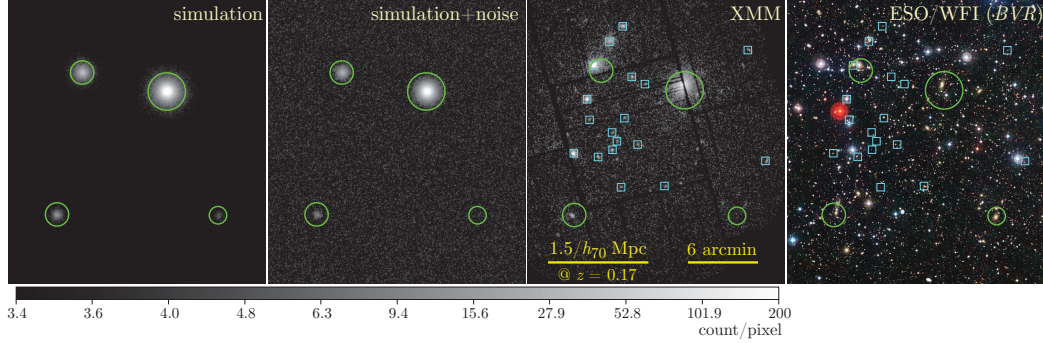 simulation
simulation+noise
XMM
ESO/WFI (BVR)
1.5/h70 Mpc
@ z = 0.17
6 arcmin
3.4 3.6 4.0 4.8 6.3 9.4 15.6 27.9 52.8 101.9 200
count/pixel